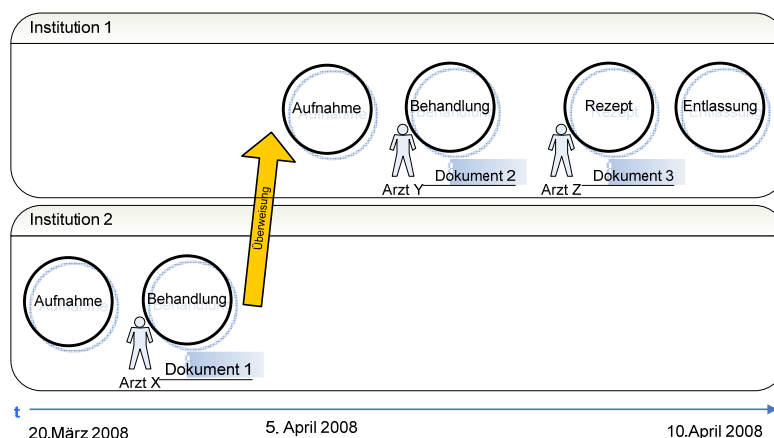 Institution 1
Aufnahme
Behandlung
Rezept
Entlassung
Arzt Y
Dokument 2
Arzt Z
Dokument 3
Überweisung
Institution 2
Aufnahme
Behandlung
Arzt X
Dokument 1
t
20.März 2008
5. April 2008
10.April 2008